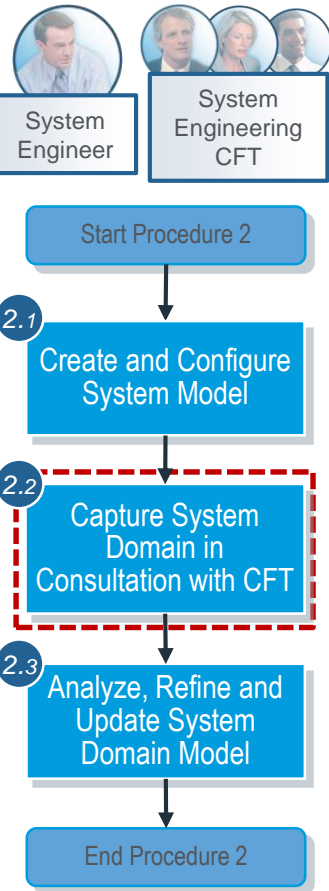 System
Engineer
System
Engineering
CFT
Start Procedure 2
2.1
Create and Configure
System Model
2.2
Capture System
Domain in
Consultation with CFT
2.3
Analyze, Refine and
Update System
Domain Model
End Procedure 2